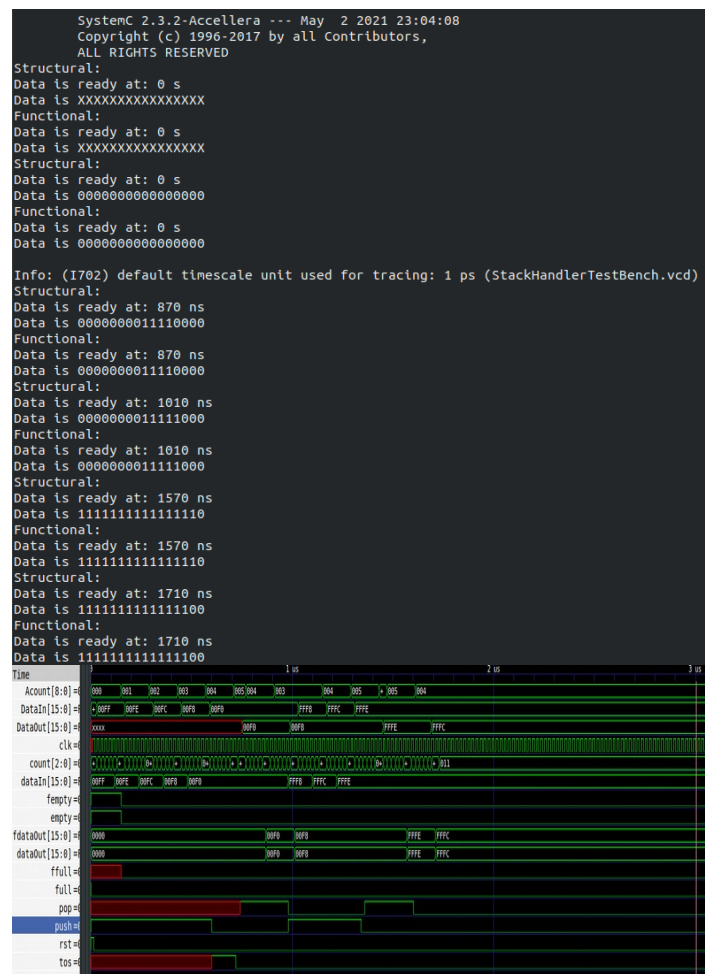 SystemC 2.3.2-Accellera --- May  2 2021 23:04:08
Copyright (c) 1996-2017 by all Contributors,
ALL RIGHTS RESERVED
Structural:
Data is ready at: 0 s
Data is XXXXXXXXXXXXXXXX
Functional:
Data is ready at: 0 s
Data is XXXXXXXXXXXXXXXX
Structural:
Data is ready at: 0 s
Data is 0000000000000000
Functional:
Data is ready at: 0 s
Data is 0000000000000000
Info: (I702) default timescale unit used for tracing: 1 ps (StackHandlerTestBench.vcd)
Structural:
Data is ready at: 870 ns
Data is 0000000011110000
Functional:
Data is ready at: 870 ns
Data is 0000000011110000
Structural:
Data is ready at: 1010 ns
Data is 0000000011111000
Functional:
Data is ready at: 1010 ns
Data is 0000000011111000
Structural:
Data is ready at: 1570 ns
Data is 1111111111111110
Functional:
Data is ready at: 1570 ns
Data is 1111111111111110
Structural:
Data is ready at: 1710 ns
Data is 1111111111111100
Functional:
Data is ready at: 1710 ns
Data is 1111111111111100
Time 1 us 2 us 3 us
Acount[8:0] = 000 001 002 003 004 005 004 003 004 005 + 005 004
DataIn[15:0] = + 00FF 00FE 00FC 00F8 00F0 FFF8 FFFC FFFE
DataOut[15:0] = xxxx 00F0 00F8 FFFE FFFC
clk=
count[2:0] = 011
dataIn[15:0] = 00FF 00FE 00FC 00F8 00F0 FFF8 FFFC FFFE
fempty=
empty=
fdataOut[15:0] = 0000 00F0 00F8 FFFE FFFC
dataOut[15:0] = 0000 00F0 00F8 FFFE FFFC
ffull=
full=
pop=
push=
rst=
tos=